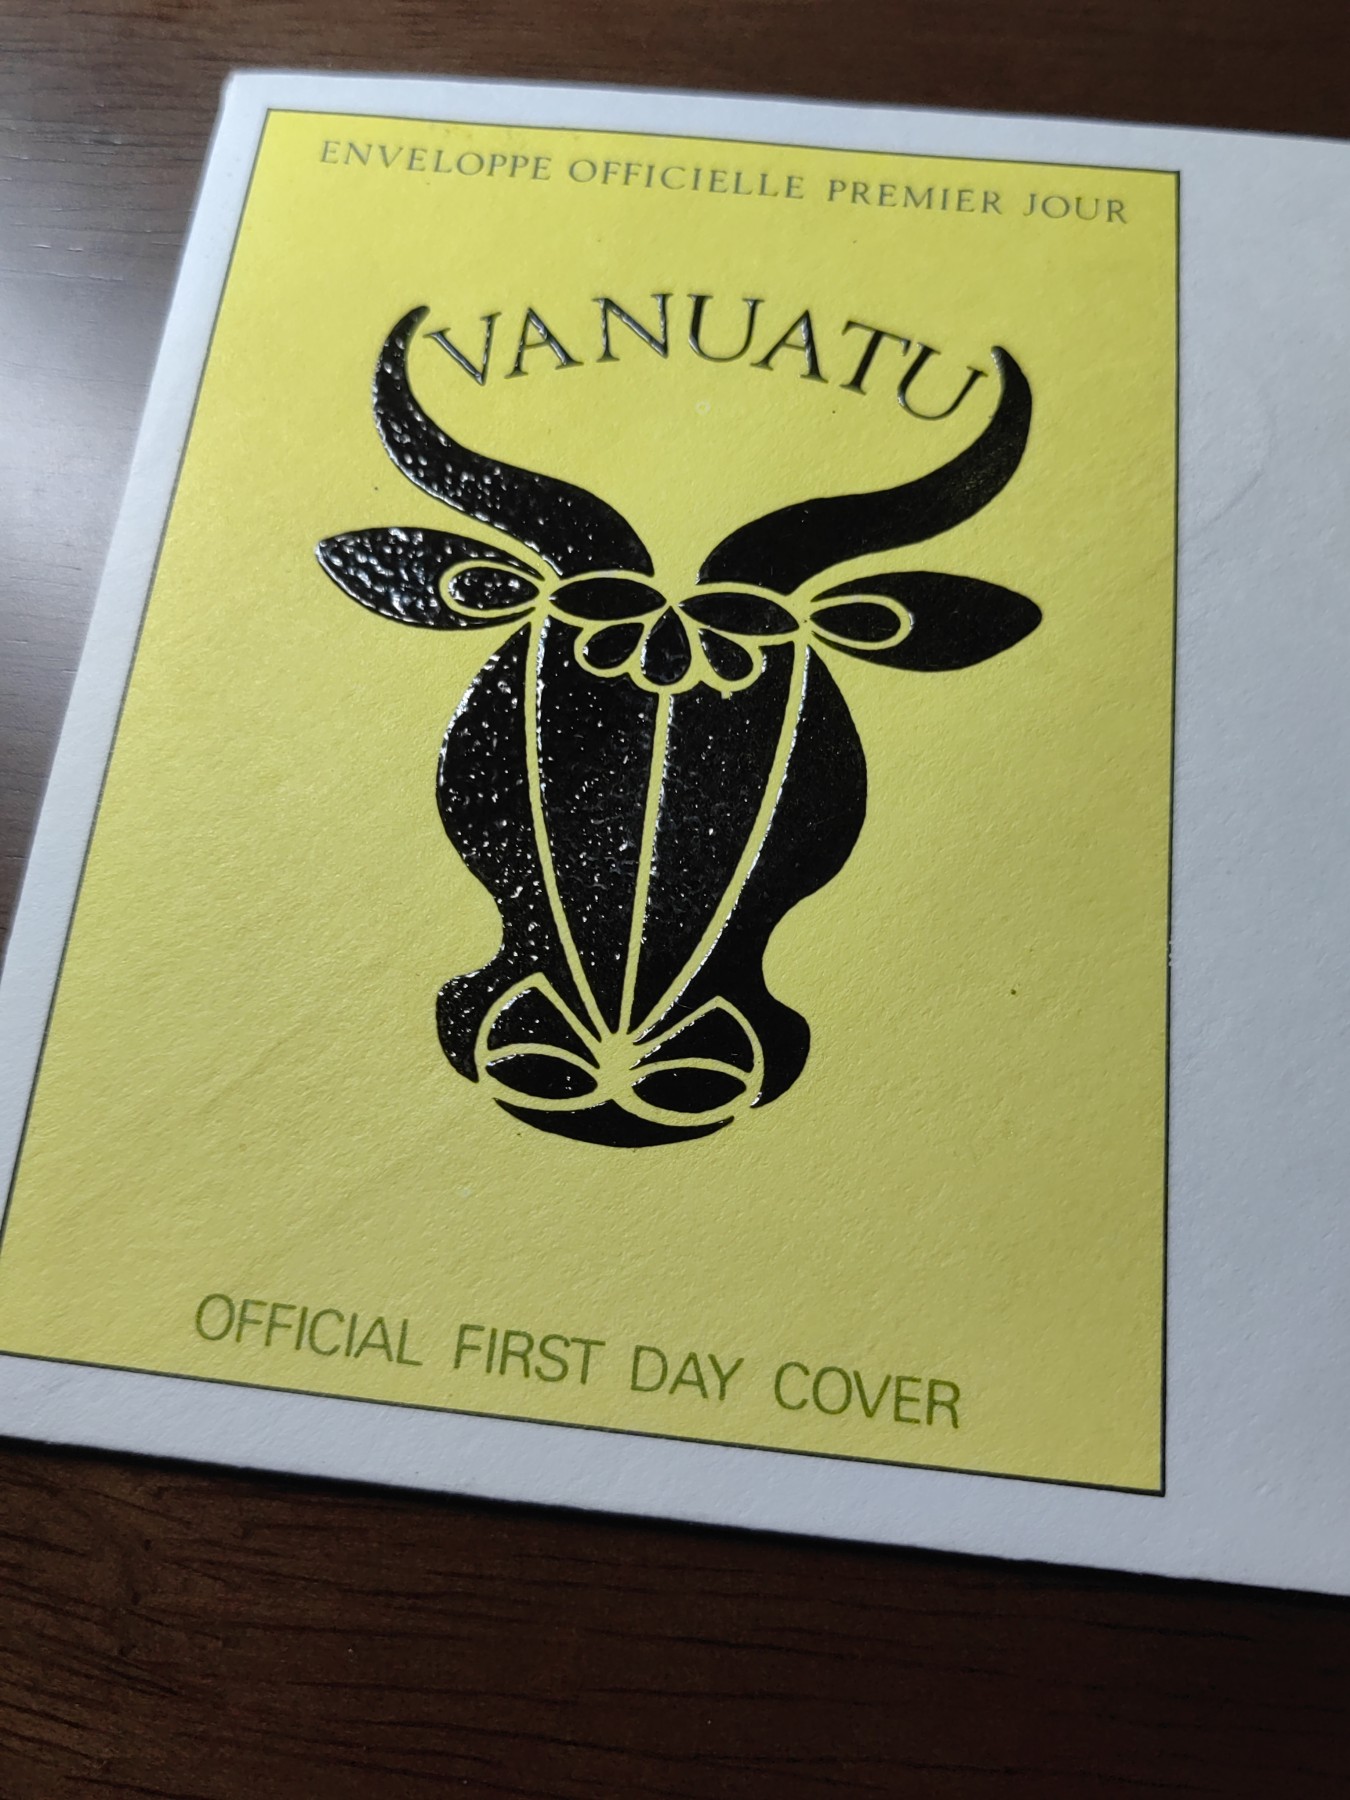 ENVELOPPE OFFICIELLE PREMIER JOUR
VANUATU
OFFICIAL FIRST DAY COVER